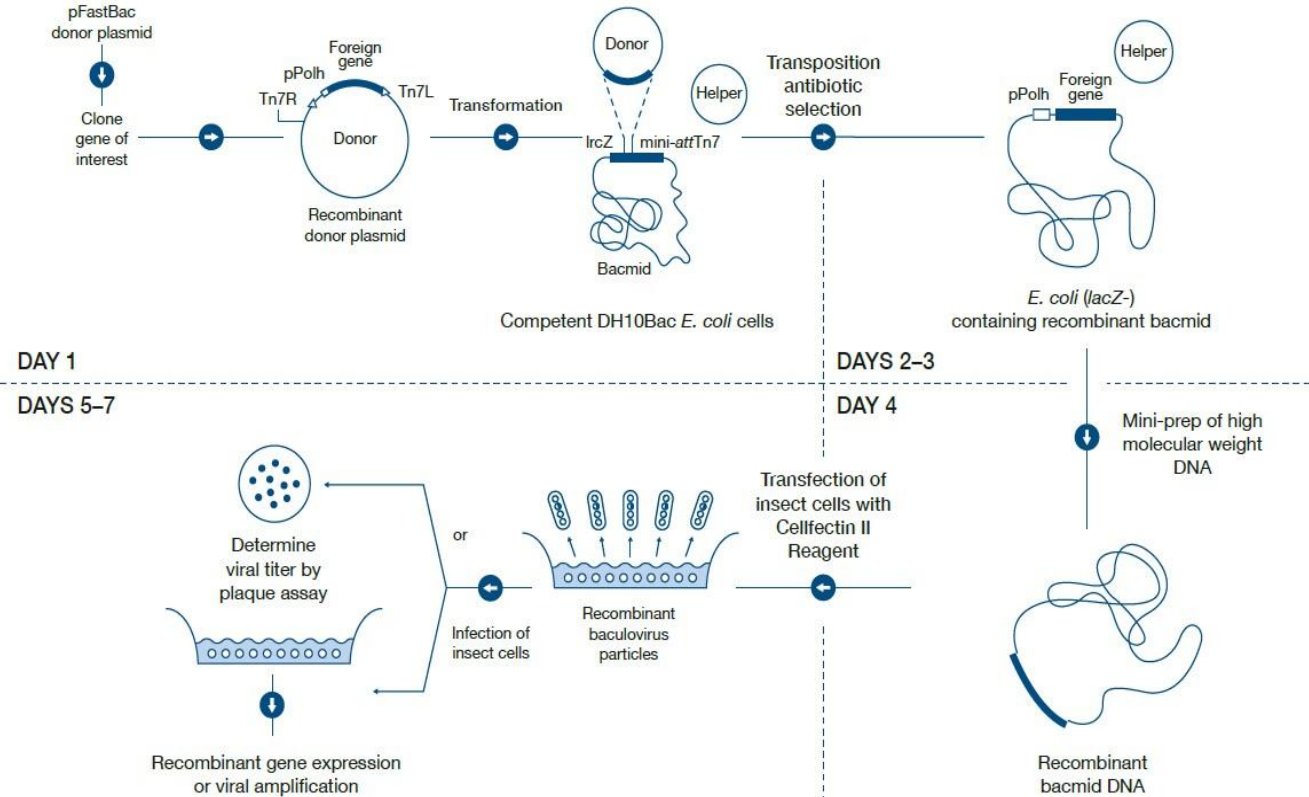 pFastBac
donor plasmid
Clone
gene of
interest
Foreign
gene
pPolh
Tn7R
Tn7L
Donor
Recombinant
donor plasmid
Transformation
Donor
Helper
lrcZ
mini-attTn7
Bacmid
Competent DH10Bac E. coli cells
Transposition
antibiotic
selection
Helper
Foreign
gene
pPolh
E. coli (lacZ-)
containing recombinant bacmid
DAY 1
DAYS 2–3
DAYS 5–7
DAY 4
Mini-prep of high
molecular weight
DNA
Recombinant
bacmid DNA
Transfection of
insect cells with
Cellfectin II
Reagent
Recombinant
baculovirus
particles
Infection of
insect cells
or
Determine
viral titer by
plaque assay
Recombinant gene expression
or viral amplification